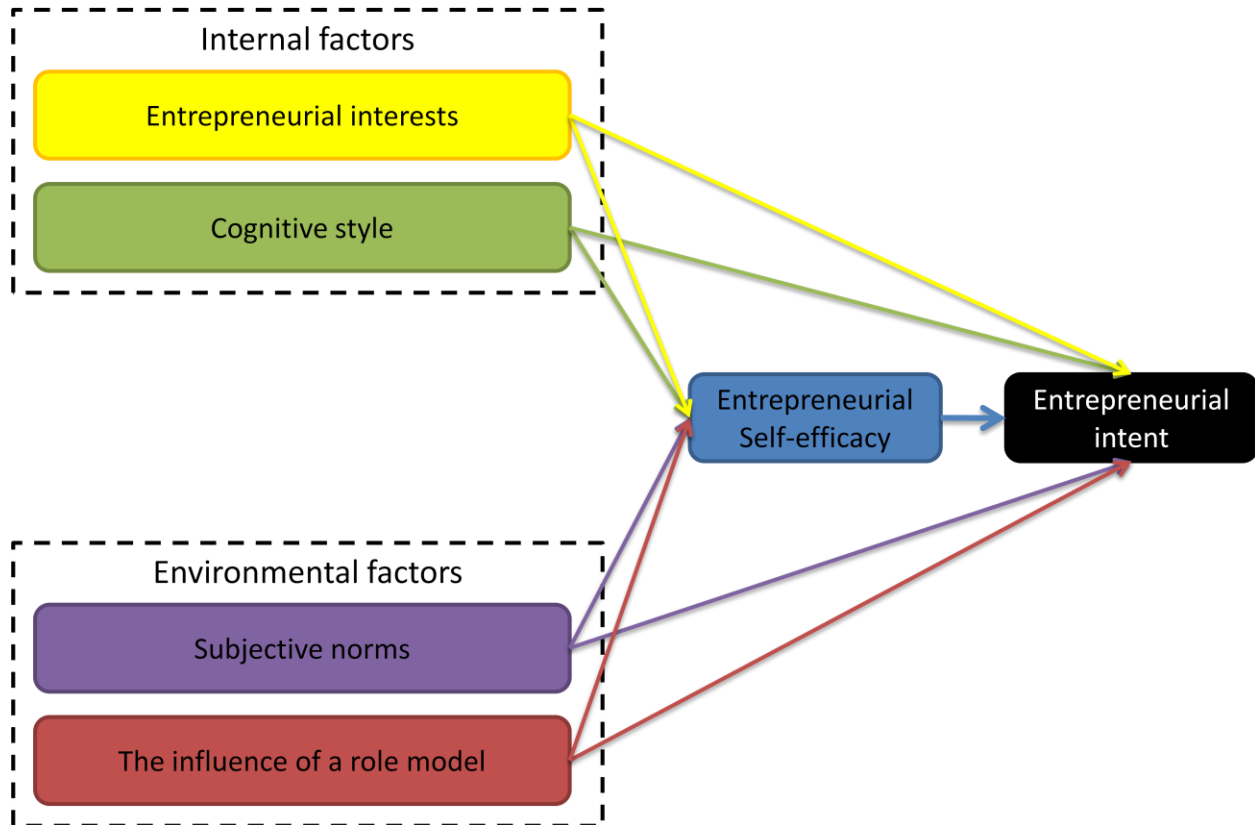 Internal factors
Entrepreneurial interests
Cognitive style
Entrepreneurial
Self-efficacy
Entrepreneurial
intent
Environmental factors
Subjective norms
The influence of a role model